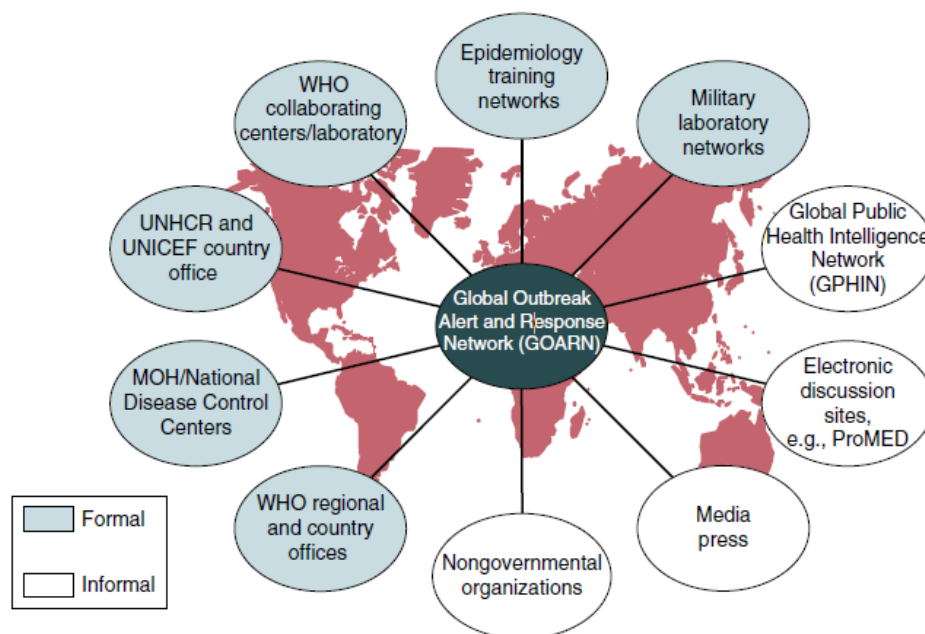 Epidemiology
training
networks
WHO
collaborating
centers/laboratory
Military
laboratory
networks
UNHCR and
UNICEF country
office
Global Public
Health Intelligence
Network
(GPHIN)
Global Outbreak
Alert and Response
Network (GOARN)
MOH/National
Disease Control
Centers
Electronic
discussion
sites,
e.g., ProMED
WHO regional
and country
offices
Media
press
Nongovernmental
organizations
Formal
Informal